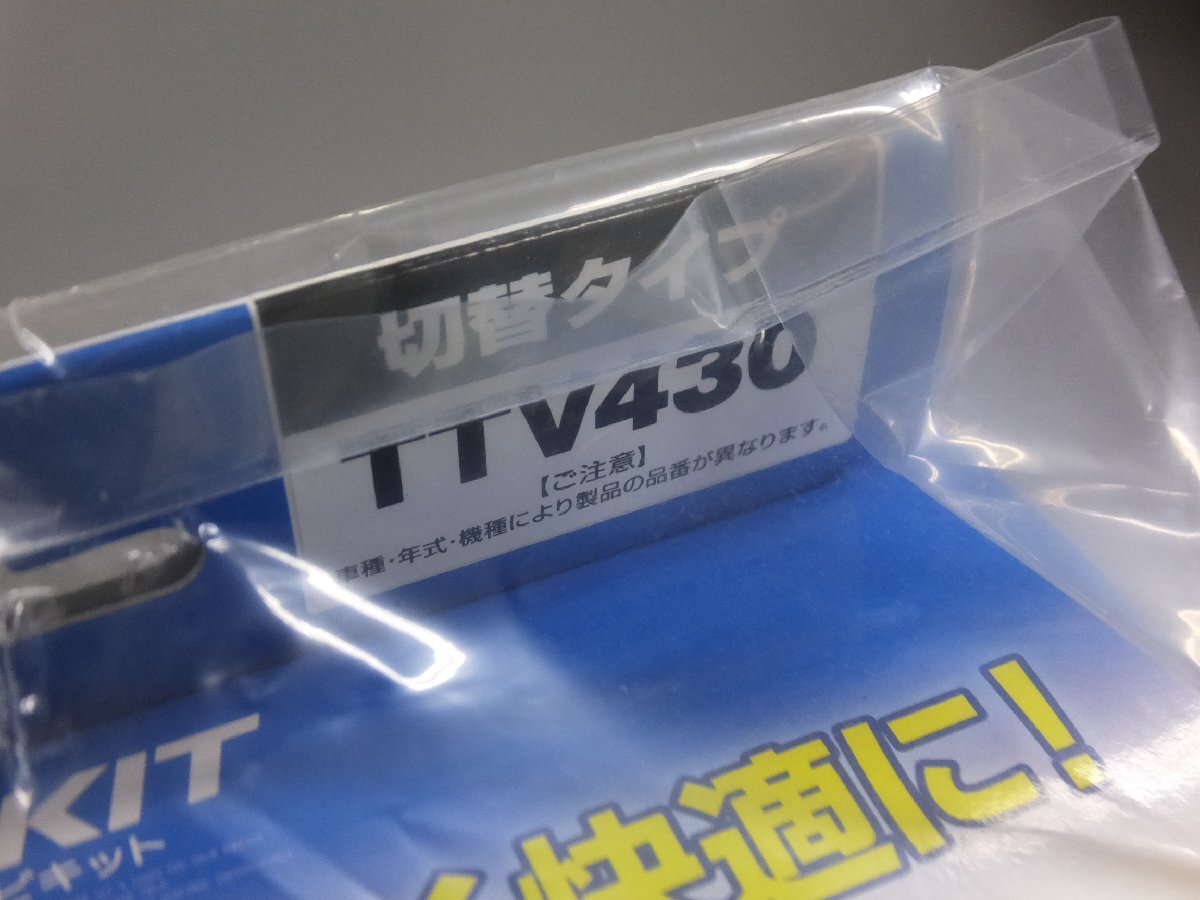 切替タイプ
TTV430
【ご注意】
車種・年式・機種により製品の品番が異なります。
KIT
ビキット
く快適に!